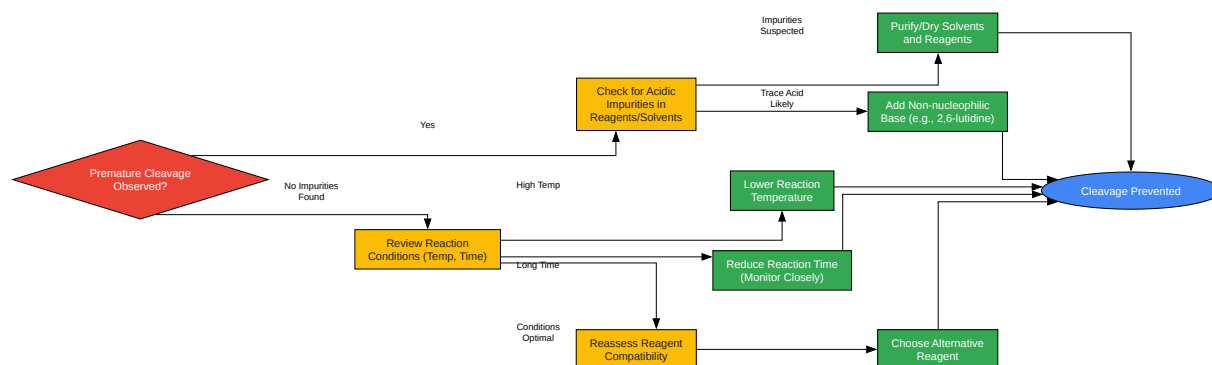 Impurities
Suspected
Purify/Dry Solvents
and Reagents
Check for Acidic
Impurities in
Reagents/Solvents
Trace Acid
Likely
Add Non-nucleophilic
Base (e.g., 2,6-lutidine)
Yes
Premature Cleavage
Observed?
No Impurities
Found
High Temp
Lower Reaction
Temperature
Cleavage Prevented
Review Reaction
Conditions (Temp, Time)
Long Time
Reduce Reaction Time
(Monitor Closely)
Conditions
Optimal
Reassess Reagent
Compatibility
Choose Alternative
Reagent